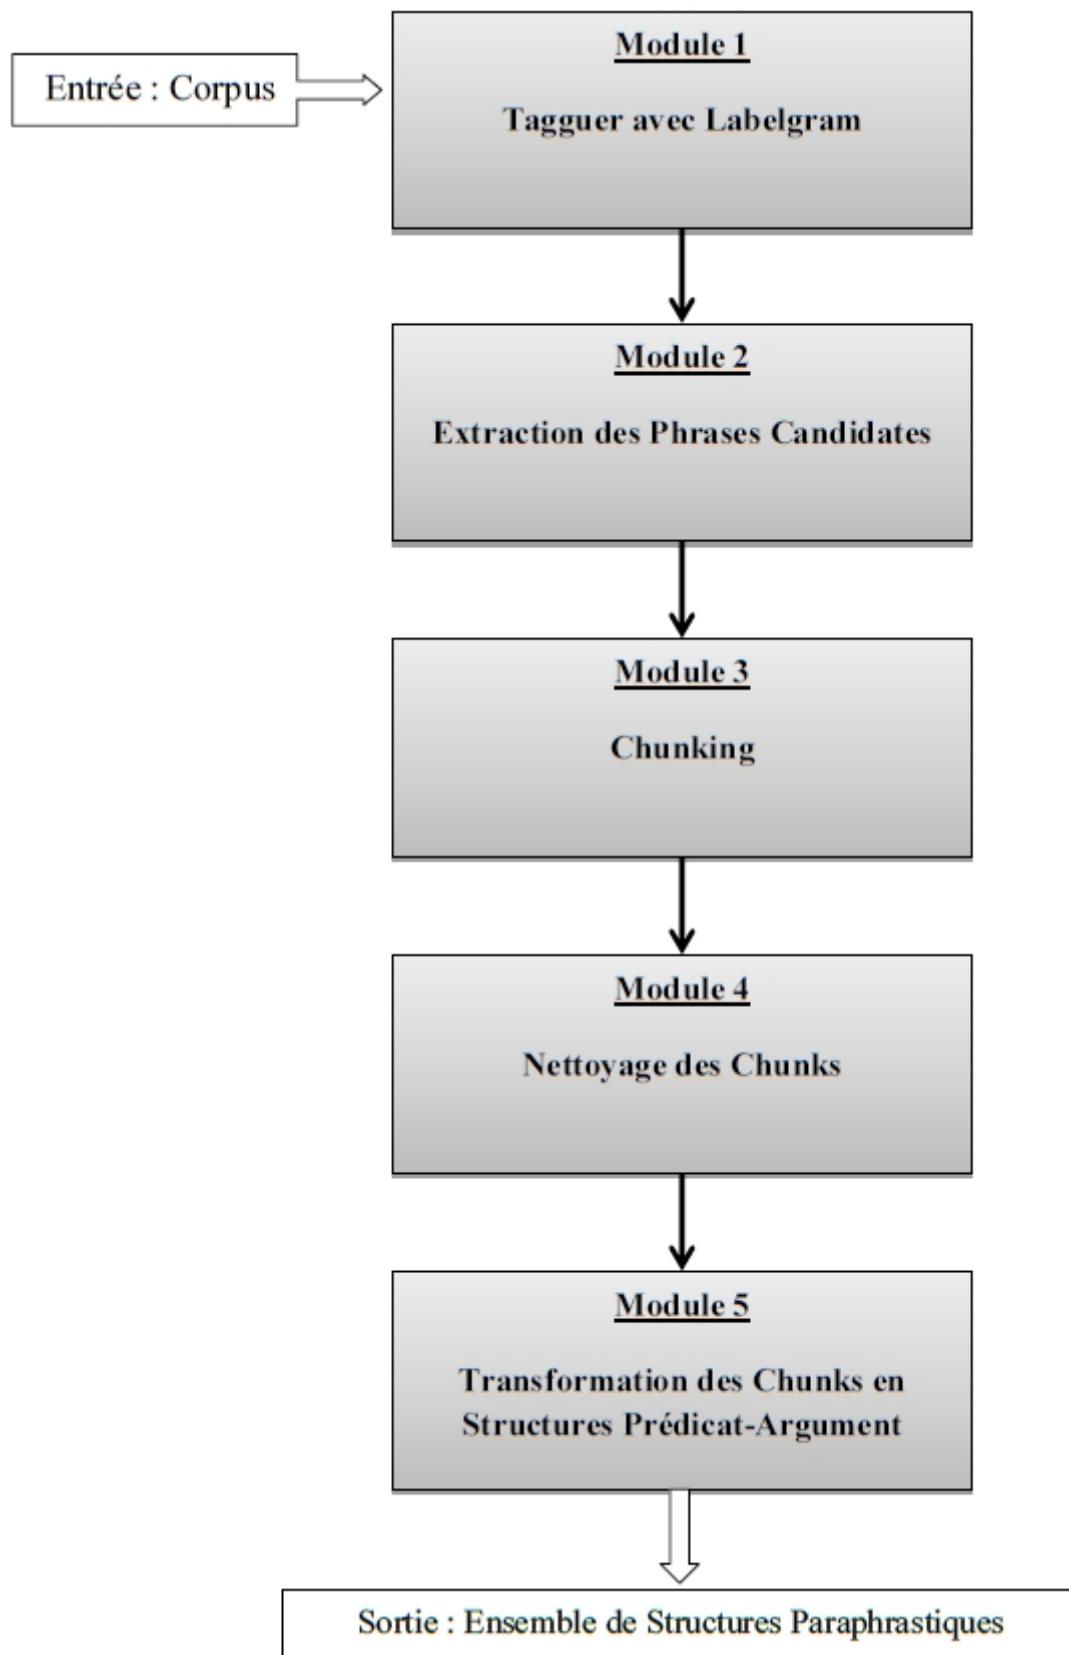 Entrée : Corpus
Module 1
Tagguer avec Labelgram
Module 2
Extraction des Phrases Candidates
Module 3
Chunking
Module 4
Nettoyage des Chunks
Module 5
Transformation des Chunks en
Structures Prédicat-Argument
Sortie : Ensemble de Structures Paraphrastiques